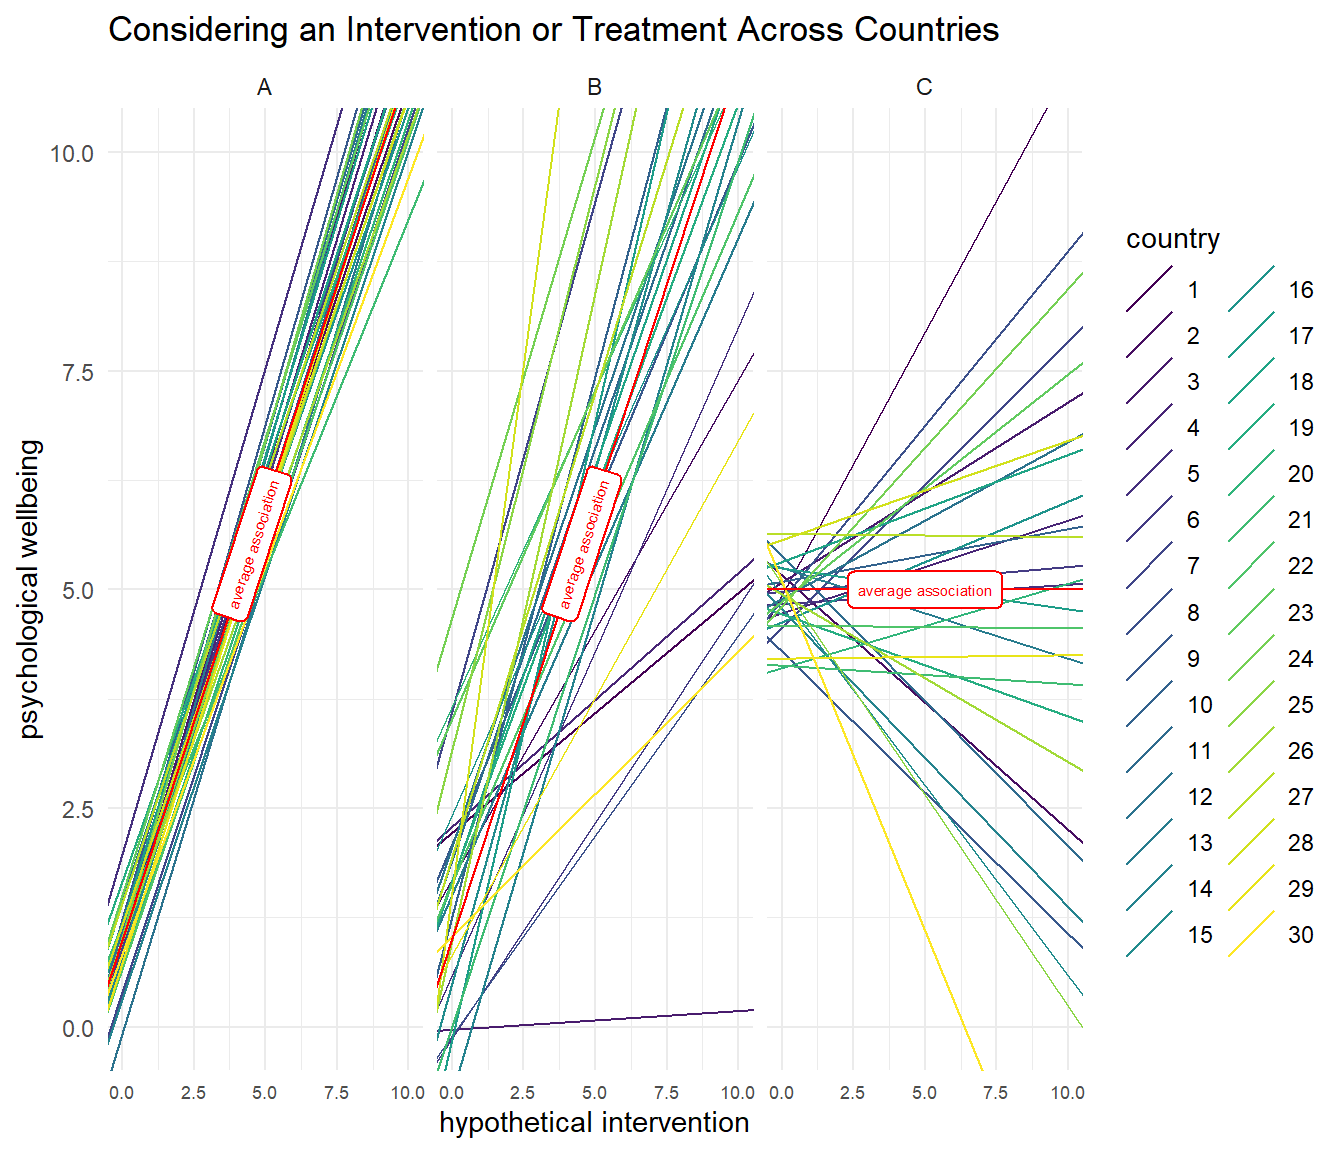 Considering an Intervention or Treatment Across Countries
A
B
C
psychological wellbeing
10.0
7.5
5.0
2.5
0.0
average association
average association
average association
0.0 2.5 5.0 7.5 10.0
0.0 2.5 5.0 7.5 10.0
0.0 2.5 5.0 7.5 10.0
hypothetical intervention
country
1
2
3
4
5
6
7
8
9
10
11
12
13
14
15
16
17
18
19
20
21
22
23
24
25
26
27
28
29
30